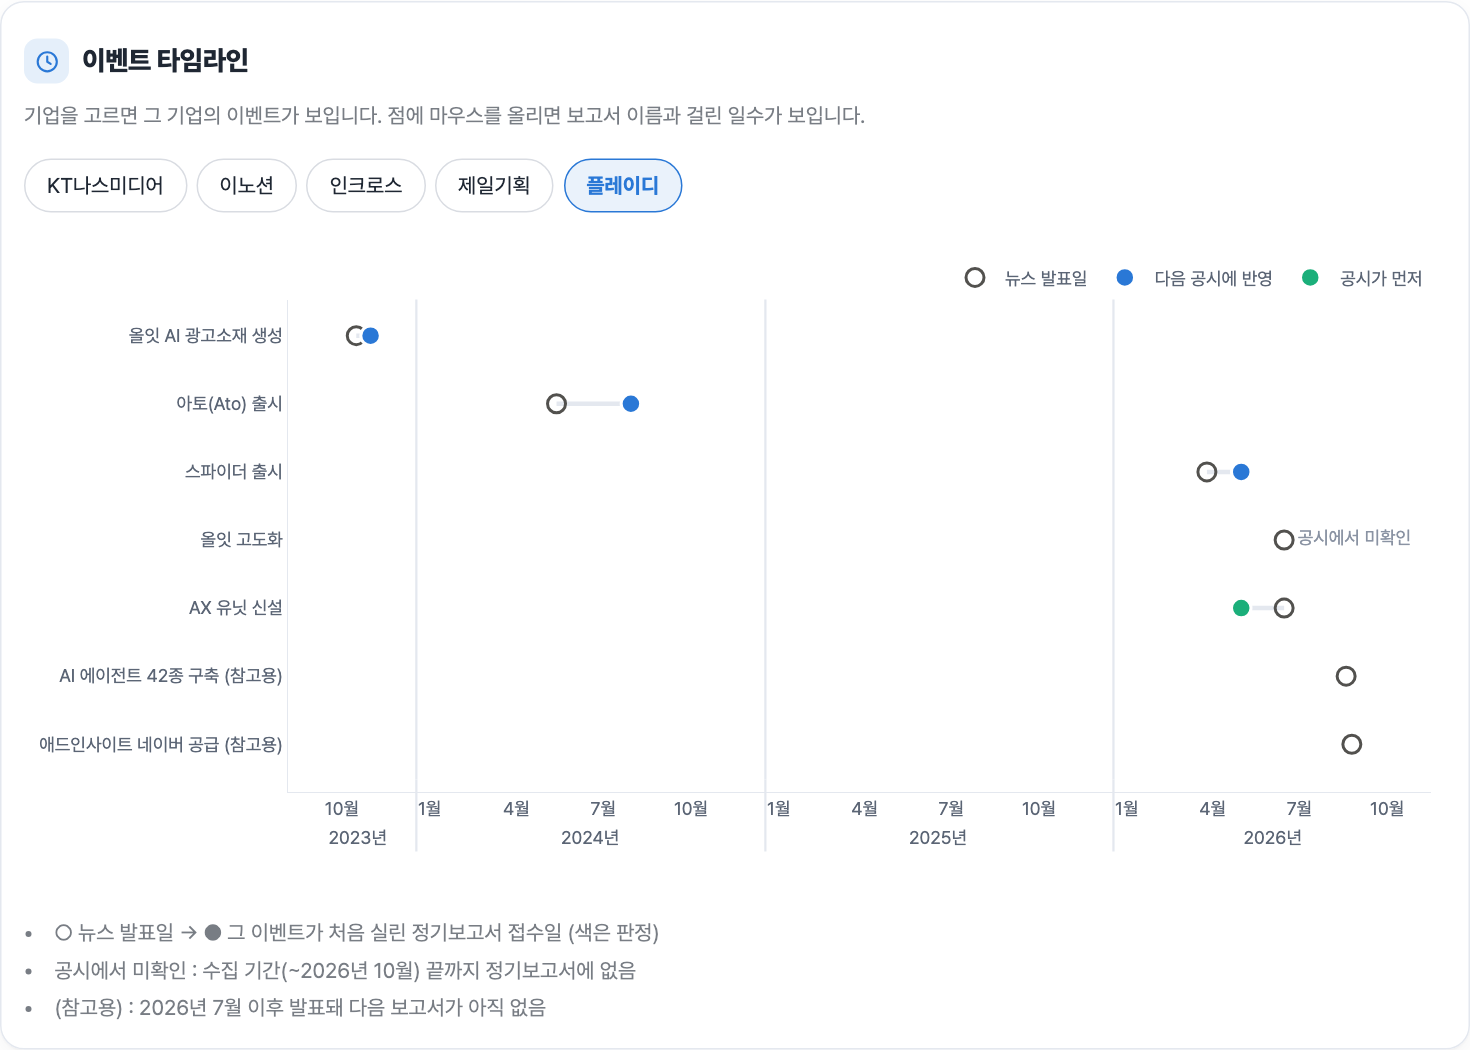 이벤트 타임라인
기업을 고르면 그 기업의 이벤트가 보입니다. 점에 마우스를 올리면 보고서 이름과 걸린 일수가 보입니다.
KT나스미디어 이노션 인크로스 제일기획 플레이디
뉴스 발표일 다음 공시에 반영 공시가 먼저
올잇 AI 광고소재 생성
아토(Ato) 출시
스파이더 출시
올잇 고도화 공시에서 미확인
AX 유닛 신설
AI 에이전트 42종 구축 (참고용)
애드인사이트 네이버 공급 (참고용)
10월 1월 4월 7월 10월 1월 4월 7월 10월 1월 4월 7월 10월
2023년 2024년 2025년 2026년
• ○ 뉴스 발표일 → ● 그 이벤트가 처음 실린 정기보고서 접수일 (색은 판정)
• 공시에서 미확인 : 수집 기간(~2026년 10월) 끝까지 정기보고서에 없음
• (참고용) : 2026년 7월 이후 발표돼 다음 보고서가 아직 없음